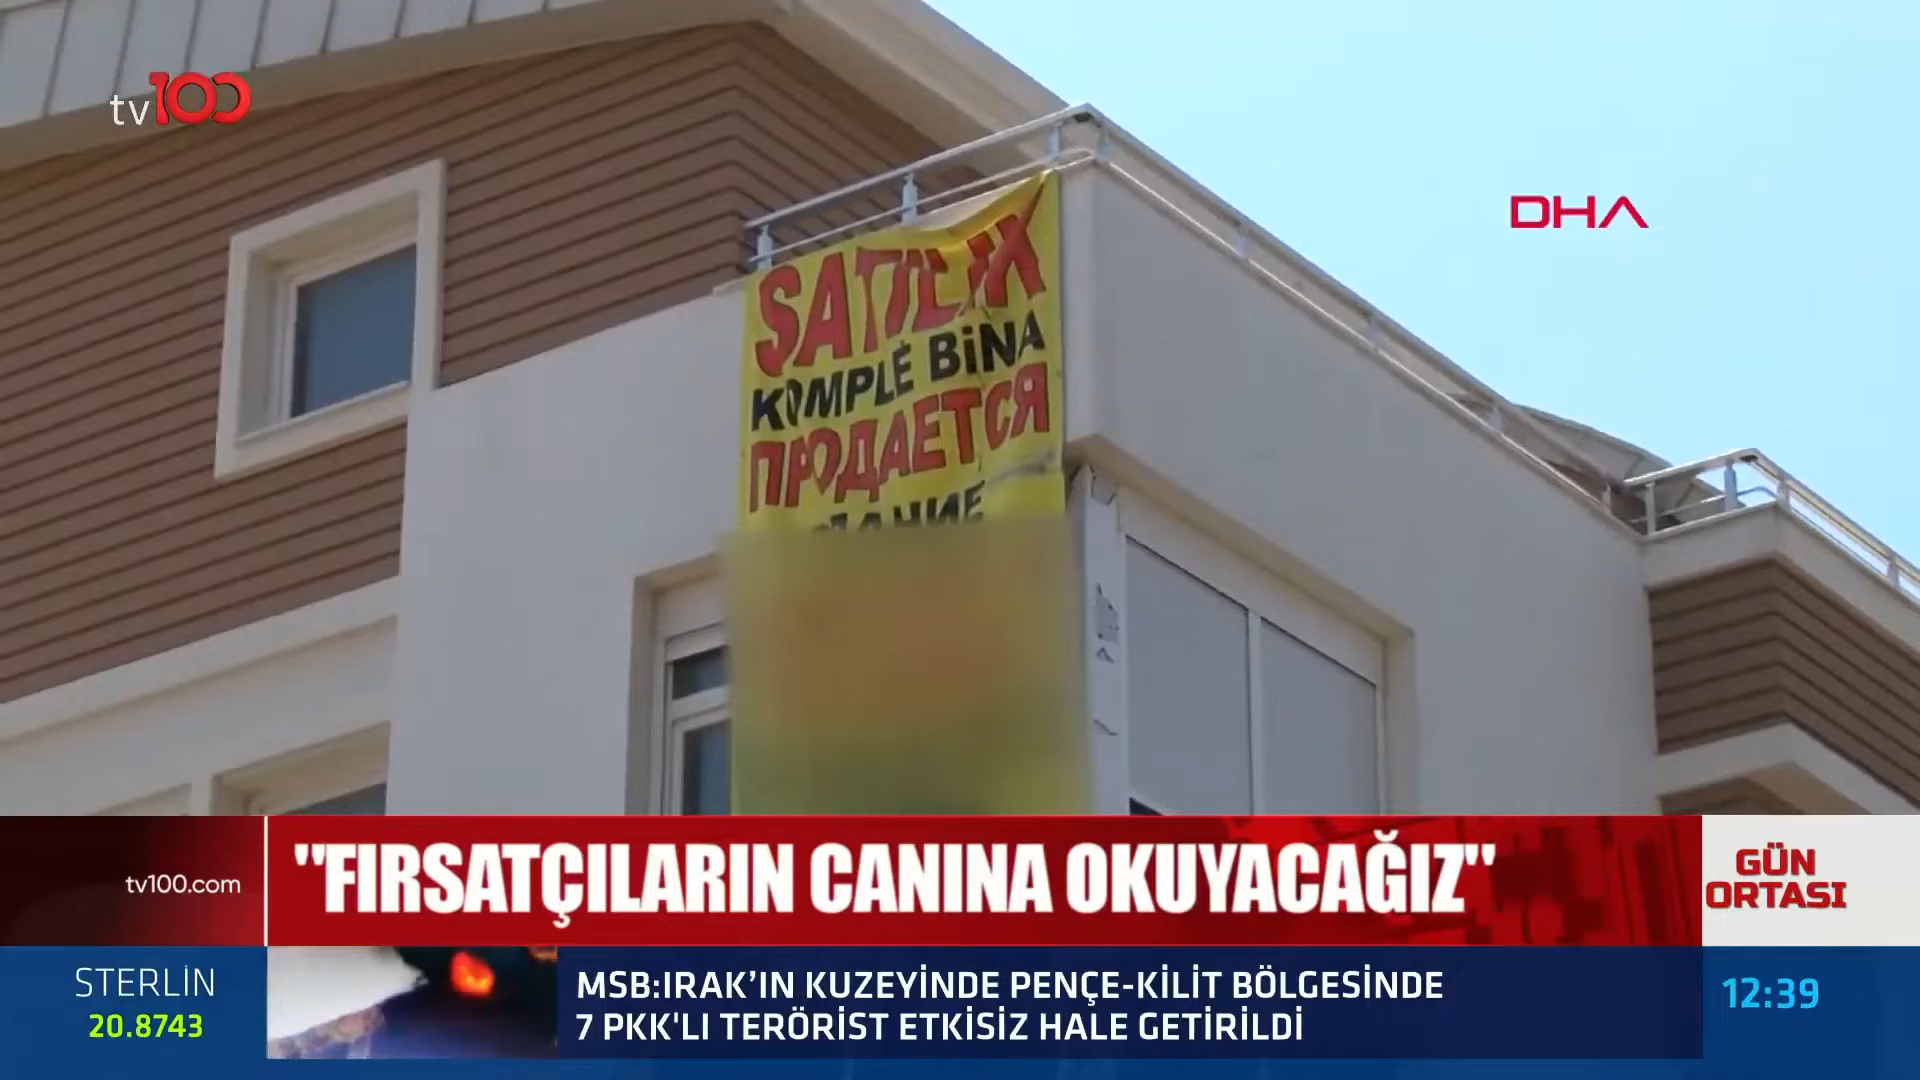 tv100
DHA
SATILIK
KOMPLE BİNA
ПРОДАЕТСЯ
ЗДАНИЕ
tv100.com
"FIRSATÇILARIN CANINA OKUYACAĞIZ"
GÜN
ORTASI
STERLİN
20.8743
MSB:IRAK’IN KUZEYİNDE PENÇE-KİLİT BÖLGESİNDE
7 PKK'LI TERÖRİST ETKİSİZ HALE GETİRİLDİ
12:39